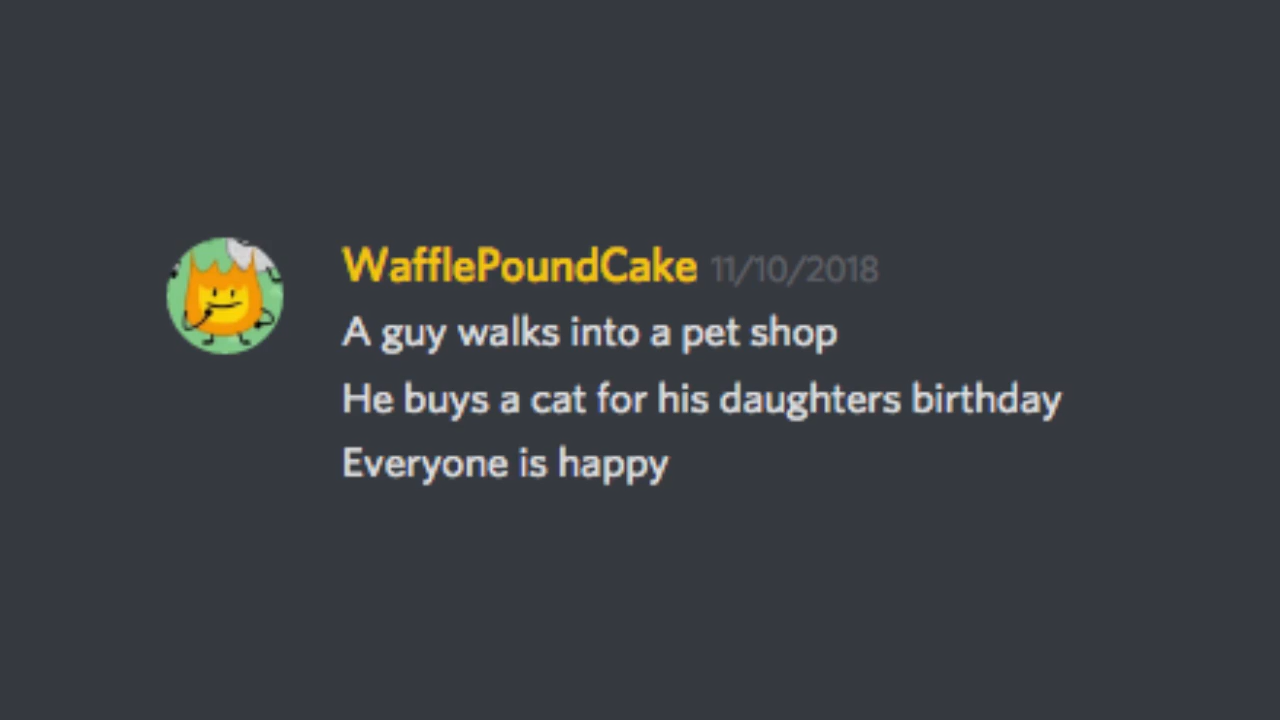 WafflePoundCake 11/10/2018
A guy walks into a pet shop
He buys a cat for his daughters birthday
Everyone is happy